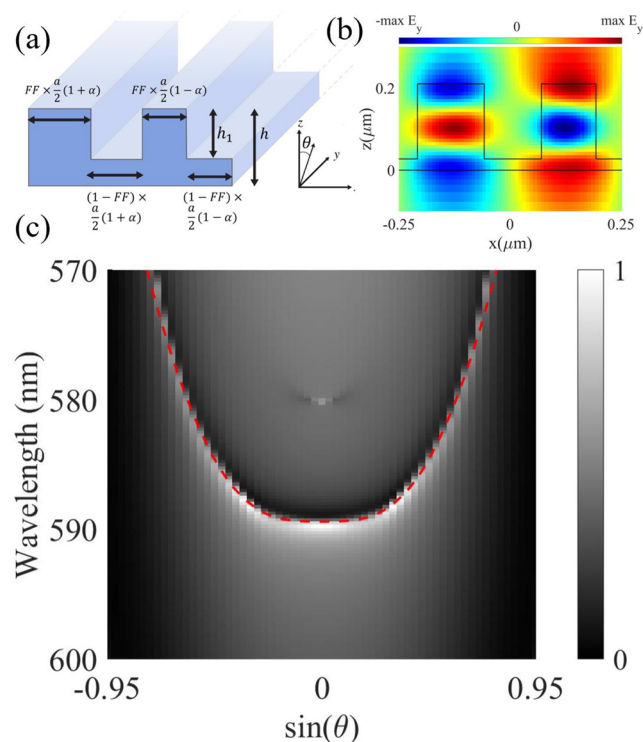 (a)
FF × a/2 (1 + α)
FF × a/2 (1 − α)
h₁
h
z
θ
y
(1 − FF) ×
a/2 (1 + α)
(1 − FF) ×
a/2 (1 − α)
(b)
-max E_y
0
max E_y
z(μm)
0.2
0
-0.25
0
0.25
x(μm)
(c)
Wavelength (nm)
570
580
590
600
-0.95
0
0.95
sin(θ)
1
0